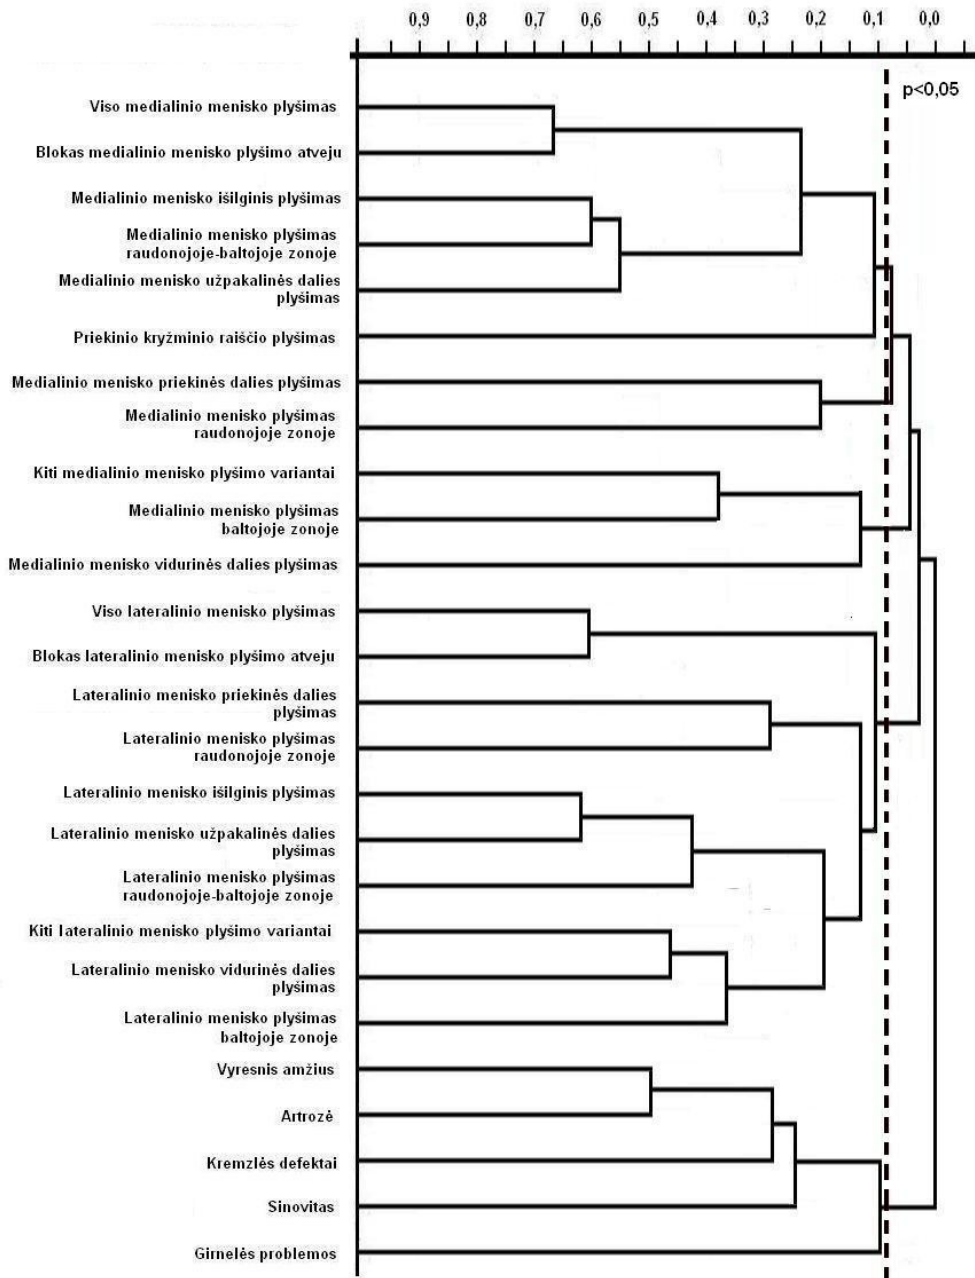 0,9 0,8 0,7 0,6 0,5 0,4 0,3 0,2 0,1 0,0
p<0,05
Viso medialinio menisko plyšimas
Blokas medialinio menisko plyšimo atveju
Medialinio menisko išilginis plyšimas
Medialinio menisko plyšimas
raudonojoje-baltojoje zonoje
Medialinio menisko užpakalinės dalies
plyšimas
Priekinio kryžminio raiščio plyšimas
Medialinio menisko priekinės dalies plyšimas
Medialinio menisko plyšimas
raudonojoje zonoje
Kiti medialinio menisko plyšimo variantai
Medialinio menisko plyšimas
baltojoje zonoje
Medialinio menisko vidurinės dalies plyšimas
Viso lateralinio menisko plyšimas
Blokas lateralinio menisko plyšimo atveju
Lateralinio menisko priekinės dalies
plyšimas
Lateralinio menisko plyšimas
raudonojoje zonoje
Lateralinio menisko išilginis plyšimas
Lateralinio menisko užpakalinės dalies
plyšimas
Lateralinio menisko plyšimas
raudonojoje-baltojoje zonoje
Kiti lateralinio menisko plyšimo variantai
Lateralinio menisko vidurinės dalies
plyšimas
Lateralinio menisko plyšimas
baltojoje zonoje
Vyresnis amžius
Artrozė
Kremzlės defektai
Sinovitas
Girnelės problemos